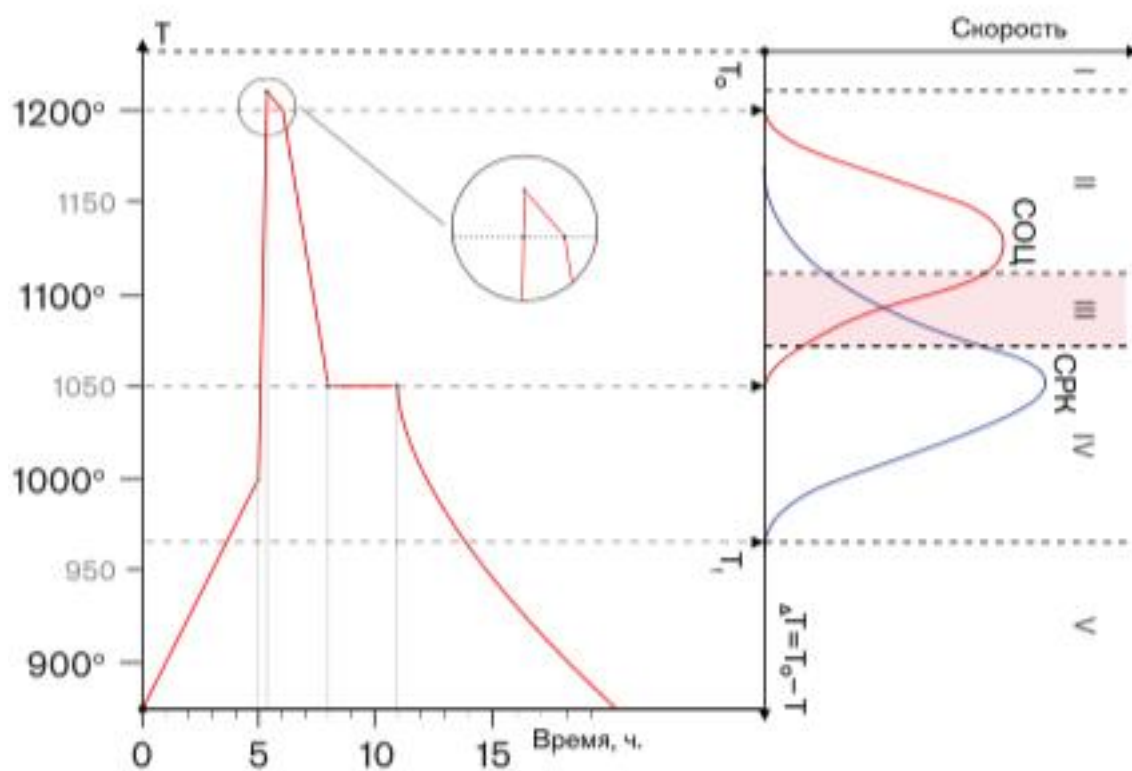 T
Скорость
1200°
1150
1100°
1050
1000°
950
900°
0
5
10
15
Время, ч.
T₀
T₁
ΔT=T₀−T
СОЦ
СРК
I
II
III
IV
V